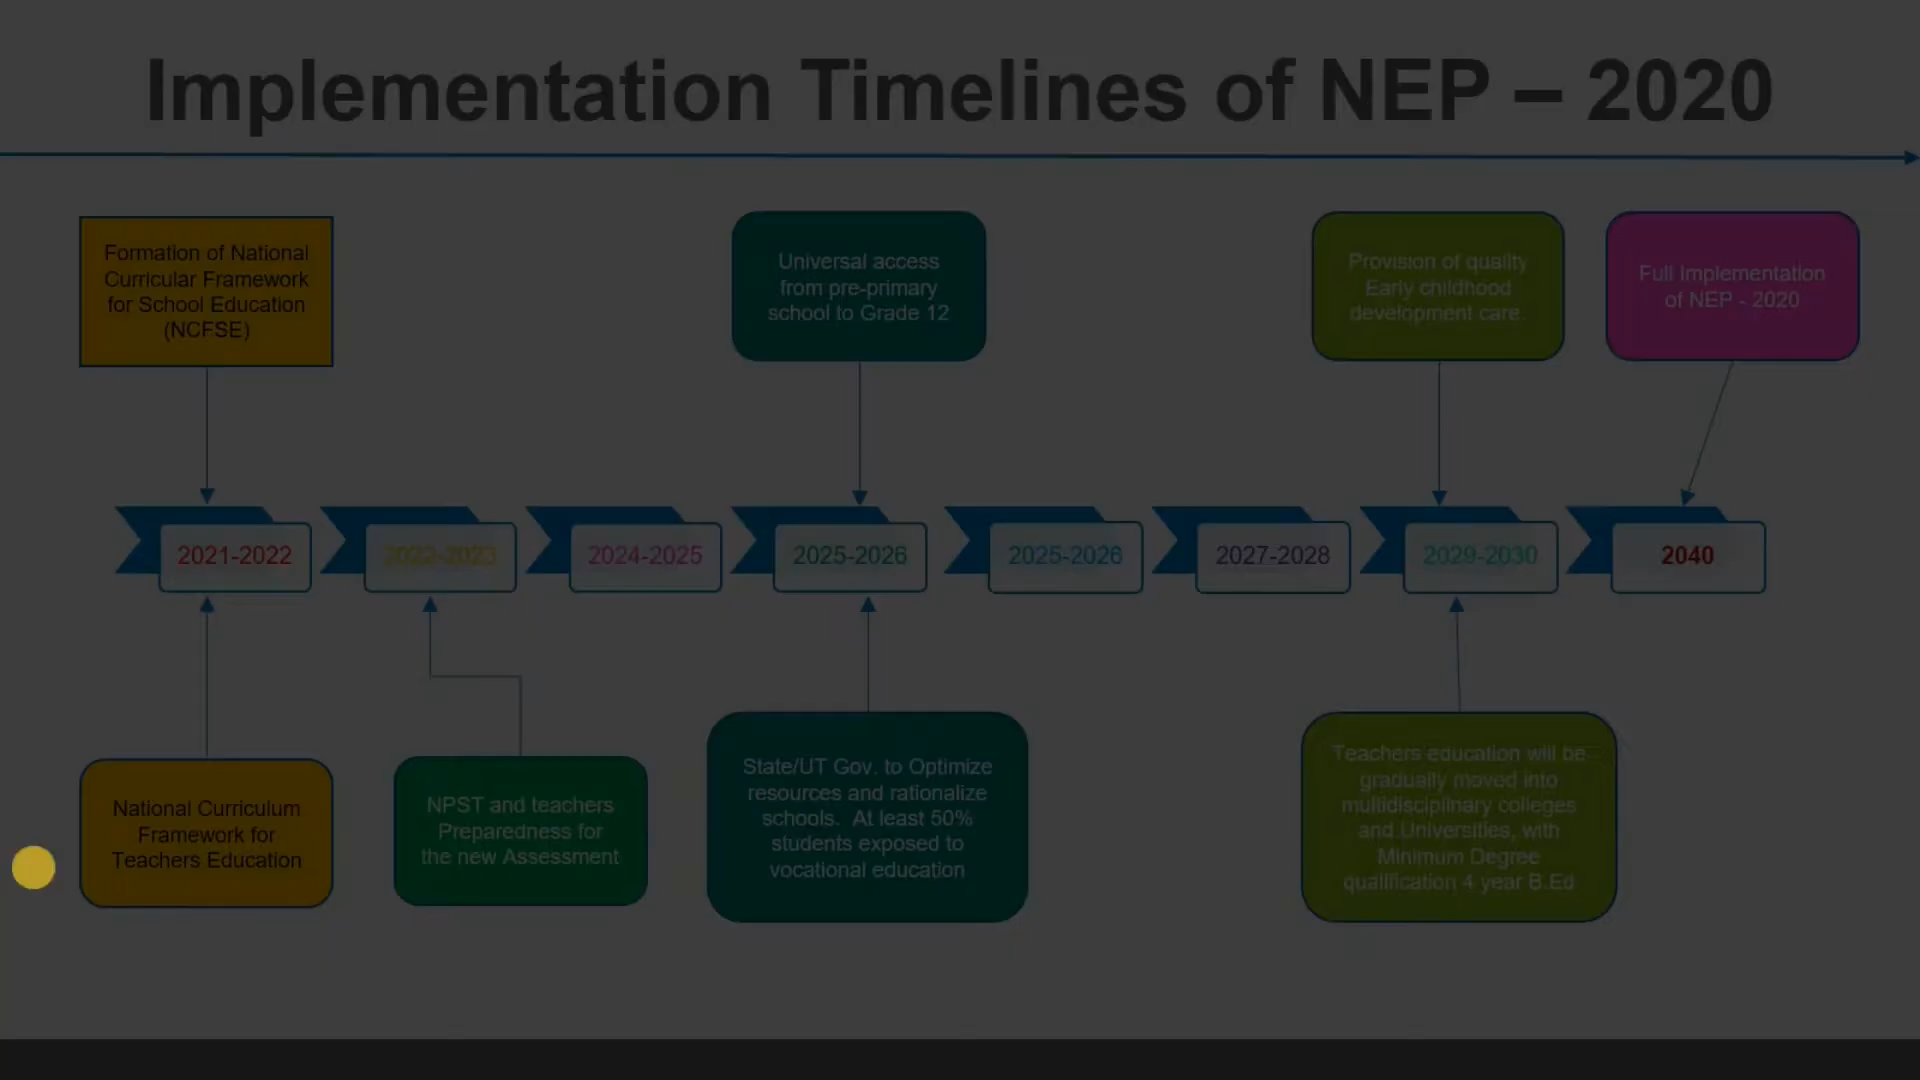 Implementation Timelines of NEP – 2020
Formation of National
Curricular Framework
for School Education
(NCFSE)
Universal access
from pre-primary
school to Grade 12
Provision of quality
Early childhood
development care.
Full Implementation
of NEP - 2020
2021-2022
2022-2023
2024-2025
2025-2026
2025-2026
2027-2028
2029-2030
2040
National Curriculum
Framework for
Teachers Education
NPST and teachers
Preparedness for
the new Assessment
State/UT Gov. to Optimize
resources and rationalize
schools. At least 50%
students exposed to
vocational education
Teachers education will be
gradually moved into
multidisciplinary colleges
and Universities, with
Minimum Degree
qualification 4 year B.Ed